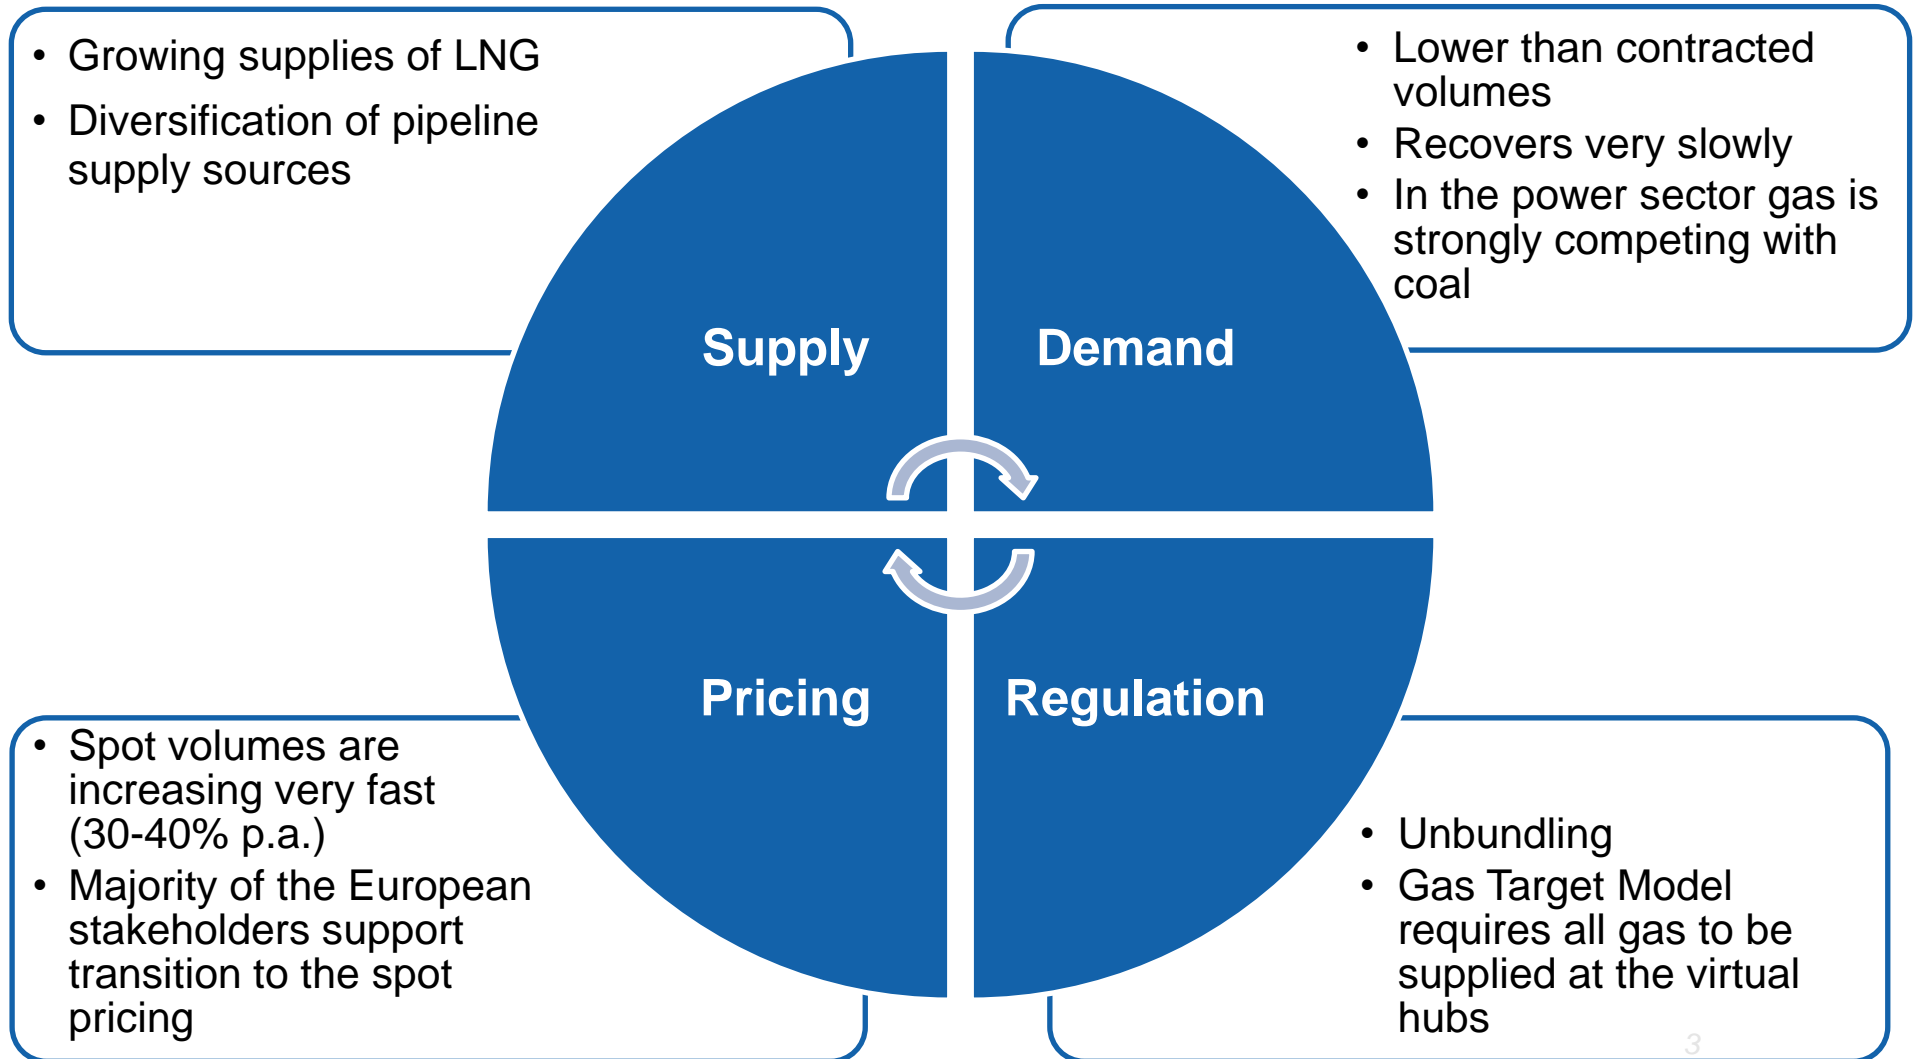 • Growing supplies of LNG
• Diversification of pipeline
supply sources
• Lower than contracted
volumes
• Recovers very slowly
• In the power sector gas is
strongly competing with
coal
Supply
Demand
Pricing
Regulation
• Spot volumes are
increasing very fast
(30-40% p.a.)
• Majority of the European
stakeholders support
transition to the spot
pricing
• Unbundling
• Gas Target Model
requires all gas to be
supplied at the virtual
hubs
3